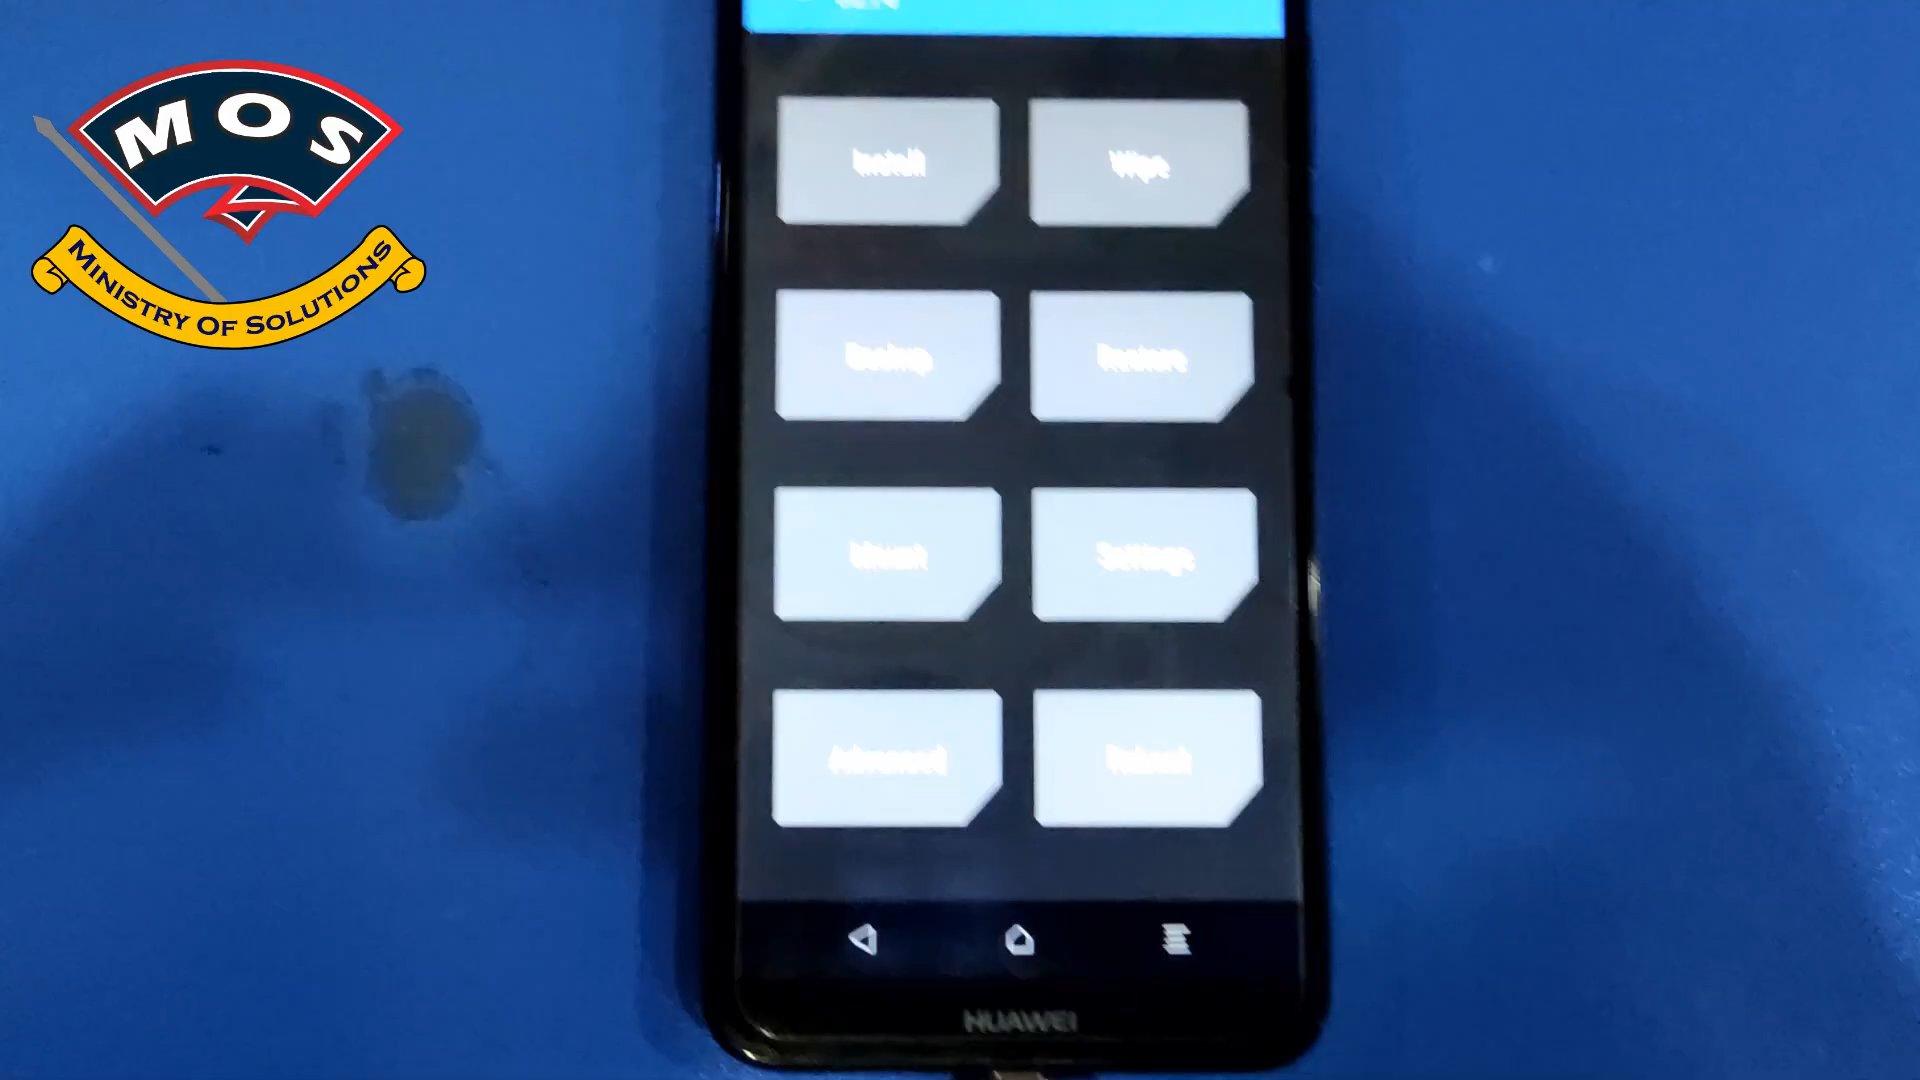 MOS
MINISTRY OF SOLUTIONS
Install
Wipe
Backup
Restore
Mount
Settings
Advanced
Reboot
HUAWEI